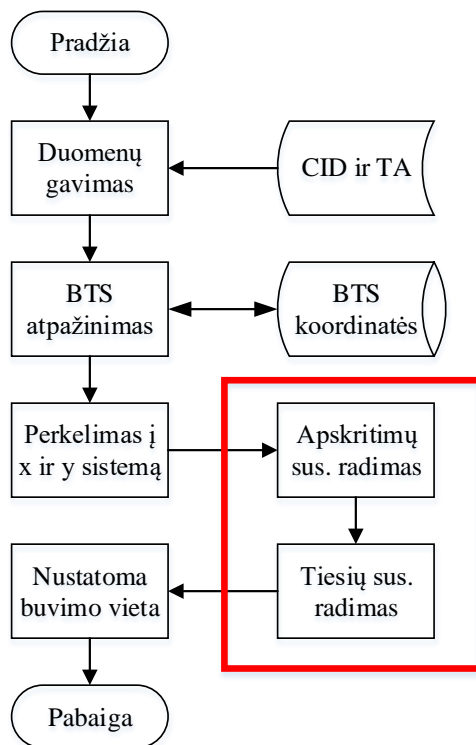 Pradžia
Duomenų
gavimas
CID ir TA
BTS
atpažinimas
BTS
koordinatės
Perkelimas į
x ir y sistemą
Apskritimų
sus. radimas
Tiesių sus.
radimas
Nustatoma
buvimo vieta
Pabaiga